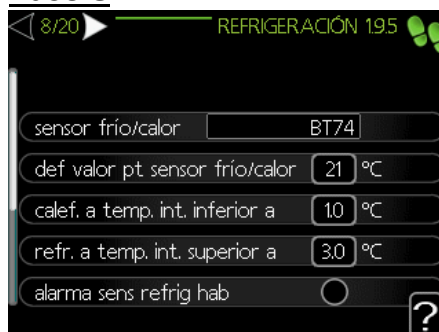 8/20 REFRIGERACIÓN 1.9.5
sensor frío/calor BT74
def valor pt sensor frío/calor 21 °C
calef. a temp. int. inferior a 1.0 °C
refr. a temp. int. superior a 3.0 °C
alarma sens refrig hab
?